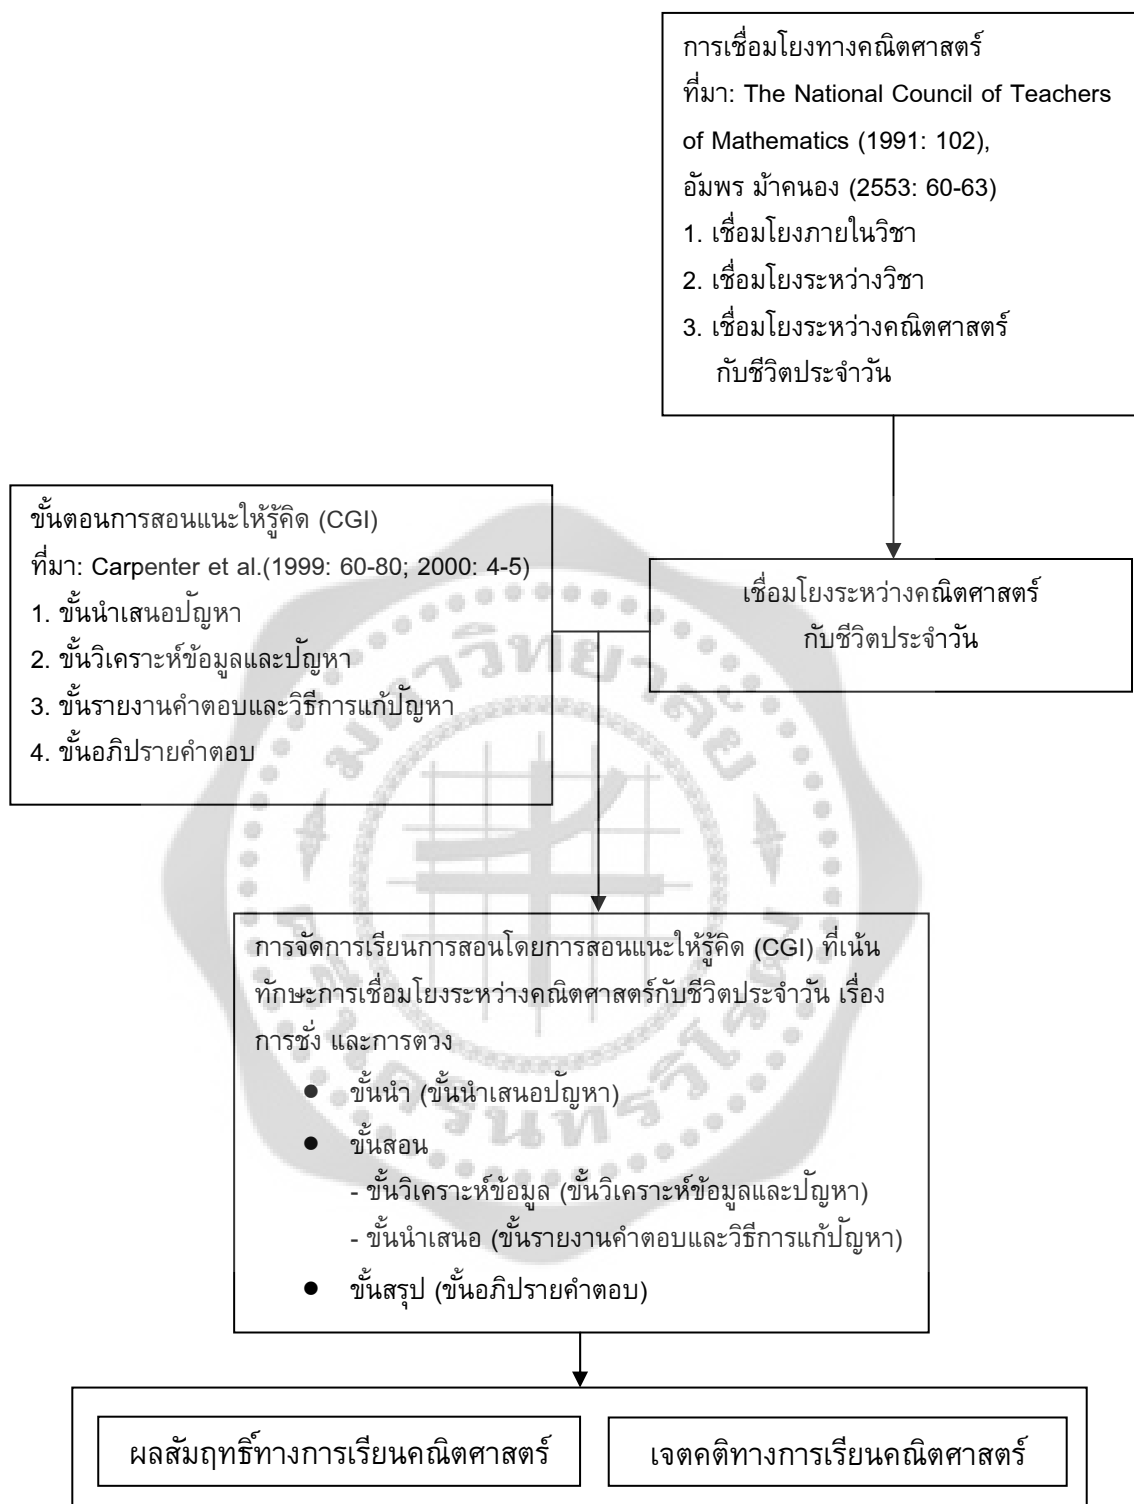 การเชื่อมโยงทางคณิตศาสตร์
ที่มา: The National Council of Teachers
of Mathematics (1991: 102),
อัมพร ม้าคนอง (2553: 60-63)
1. เชื่อมโยงภายในวิชา
2. เชื่อมโยงระหว่างวิชา
3. เชื่อมโยงระหว่างคณิตศาสตร์
กับชีวิตประจำวัน
ขั้นตอนการสอนแนะให้รู้คิด (CGI)
ที่มา: Carpenter et al.(1999: 60-80; 2000: 4-5)
1. ขั้นนำเสนอปัญหา
2. ขั้นวิเคราะห์ข้อมูลและปัญหา
3. ขั้นรายงานคำตอบและวิธีการแก้ปัญหา
4. ขั้นอภิปรายคำตอบ
เชื่อมโยงระหว่างคณิตศาสตร์
กับชีวิตประจำวัน
มหาวิทยาลัย
ศรีนครินทรวิโรฒ
การจัดการเรียนการสอนโดยการสอนแนะให้รู้คิด (CGI) ที่เน้น
ทักษะการเชื่อมโยงระหว่างคณิตศาสตร์กับชีวิตประจำวัน เรื่อง
การชั่ง และการตวง
● ขั้นนำ (ขั้นนำเสนอปัญหา)
● ขั้นสอน
- ขั้นวิเคราะห์ข้อมูล (ขั้นวิเคราะห์ข้อมูลและปัญหา)
- ขั้นนำเสนอ (ขั้นรายงานคำตอบและวิธีการแก้ปัญหา)
● ขั้นสรุป (ขั้นอภิปรายคำตอบ)
ผลสัมฤทธิ์ทางการเรียนคณิตศาสตร์
เจตคติทางการเรียนคณิตศาสตร์